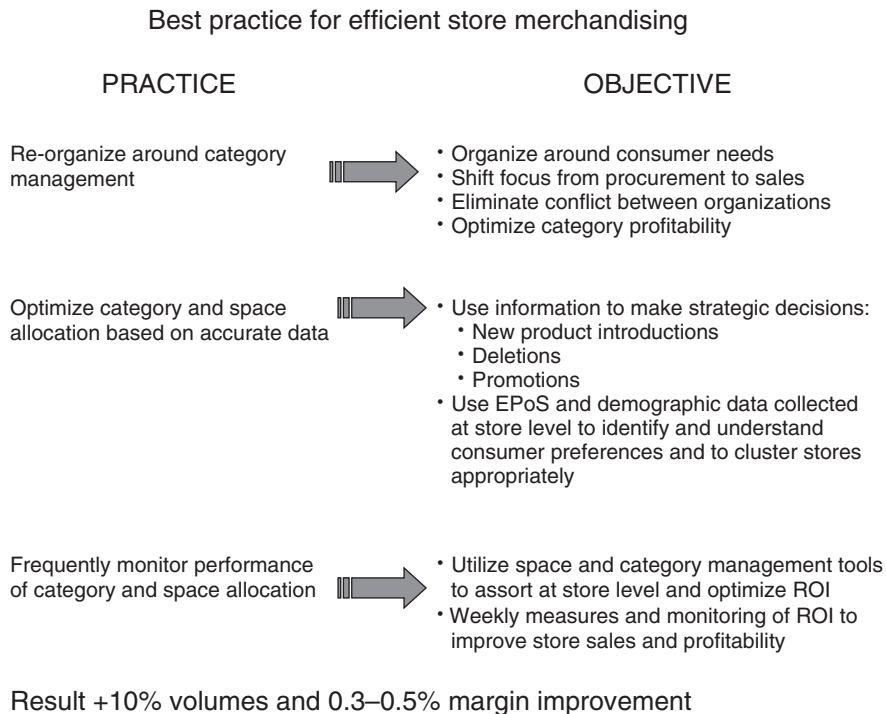 Best practice for efficient store merchandising
PRACTICE
OBJECTIVE
Re-organize around category
management
• Organize around consumer needs
• Shift focus from procurement to sales
• Eliminate conflict between organizations
• Optimize category profitability
Optimize category and space
allocation based on accurate data
• Use information to make strategic decisions:
• New product introductions
• Deletions
• Promotions
• Use EPoS and demographic data collected
at store level to identify and understand
consumer preferences and to cluster stores
appropriately
Frequently monitor performance
of category and space allocation
• Utilize space and category management tools
to assort at store level and optimize ROI
• Weekly measures and monitoring of ROI to
improve store sales and profitability
Result +10% volumes and 0.3–0.5% margin improvement